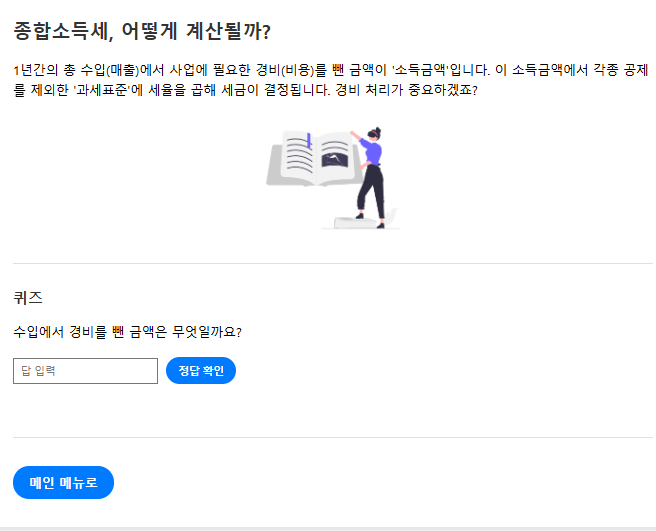 종합소득세, 어떻게 계산될까?
1년간의 총 수입(매출)에서 사업에 필요한 경비(비용)를 뺀 금액이 '소득금액'입니다. 이 소득금액에서 각종 공제
를 제외한 '과세표준'에 세율을 곱해 세금이 결정됩니다. 경비 처리가 중요하겠죠?
퀴즈
수입에서 경비를 뺀 금액은 무엇일까요?
답 입력 정답 확인
메인 메뉴로